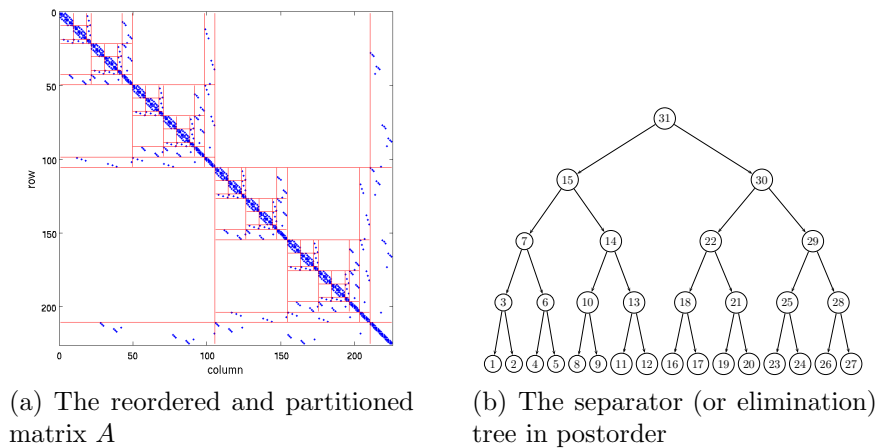 0
50
100
150
200
row
0 50 100 150 200
column
31
15 30
7 14 22 29
3 6 10 13 18 21 25 28
1 2 4 5 8 9 11 12 16 17 19 20 23 24 26 27
(a) The reordered and partitioned
matrix A
(b) The separator (or elimination)
tree in postorder